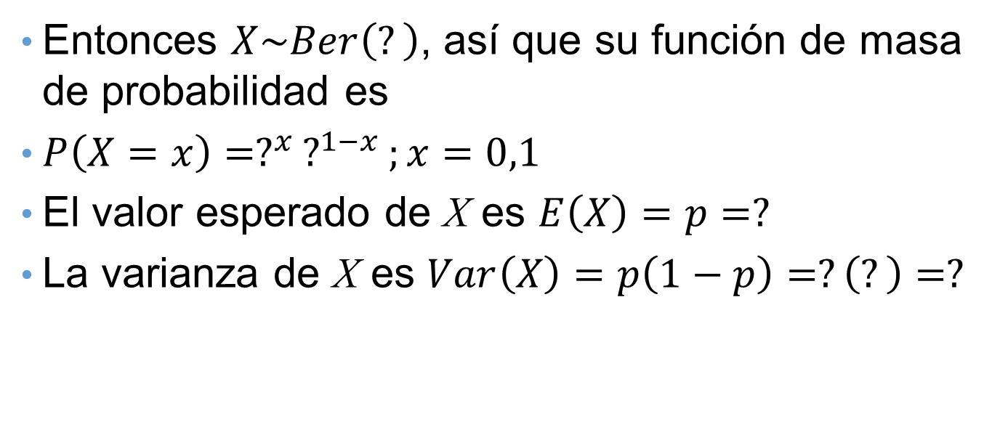 • Entonces X~Ber(? ), así que su función de masa
de probabilidad es
• P(X = x) =?ˣ ?¹⁻ˣ ; x = 0,1
• El valor esperado de X es E(X) = p =?
• La varianza de X es Var(X) = p(1 − p) =? (? ) =?